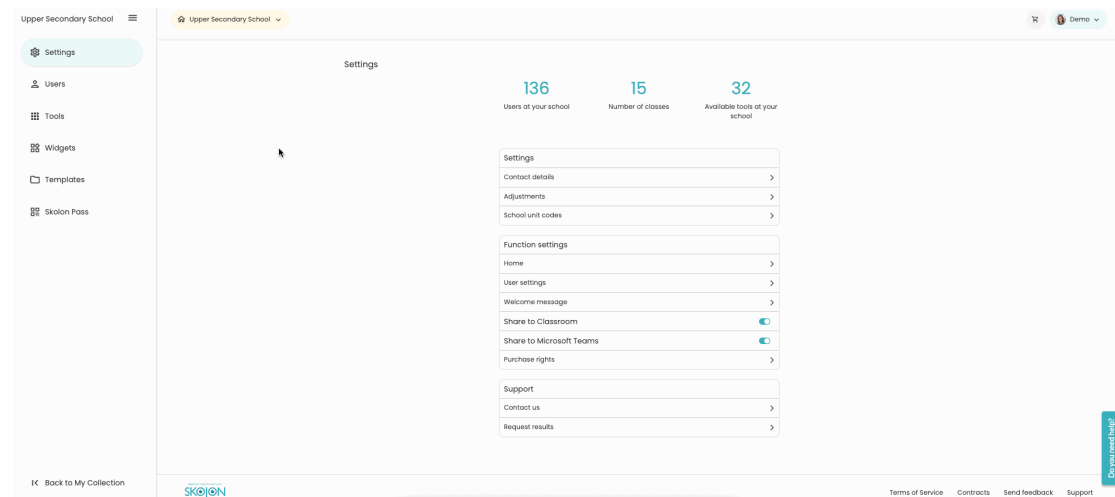 Upper Secondary School
Upper Secondary School
Demo
Settings
Users
Tools
Widgets
Templates
Skolon Pass
Back to My Collection
Settings
136
Users at your school
15
Number of classes
32
Available tools at your
school
Settings
Contact details
Adjustments
School unit codes
Function settings
Home
User settings
Welcome message
Share to Classroom
Share to Microsoft Teams
Purchase rights
Support
Contact us
Request results
Do you need help?
SKOLON
Terms of Service
Contracts
Send feedback
Support